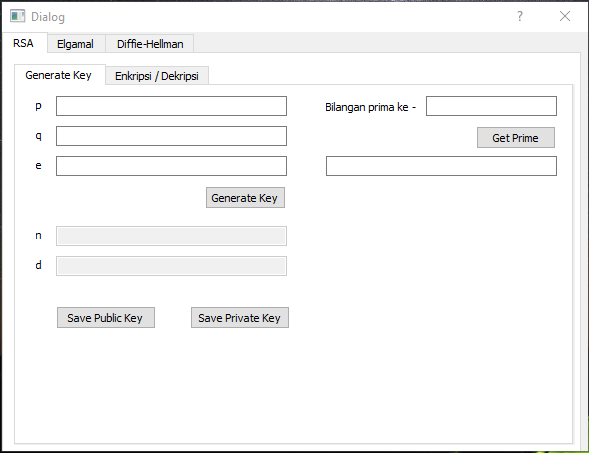 Dialog
RSA Elgamal Diffie-Hellman
Generate Key Enkripsi / Dekripsi
p Bilangan prima ke -
q Get Prime
e
Generate Key
n
d
Save Public Key Save Private Key